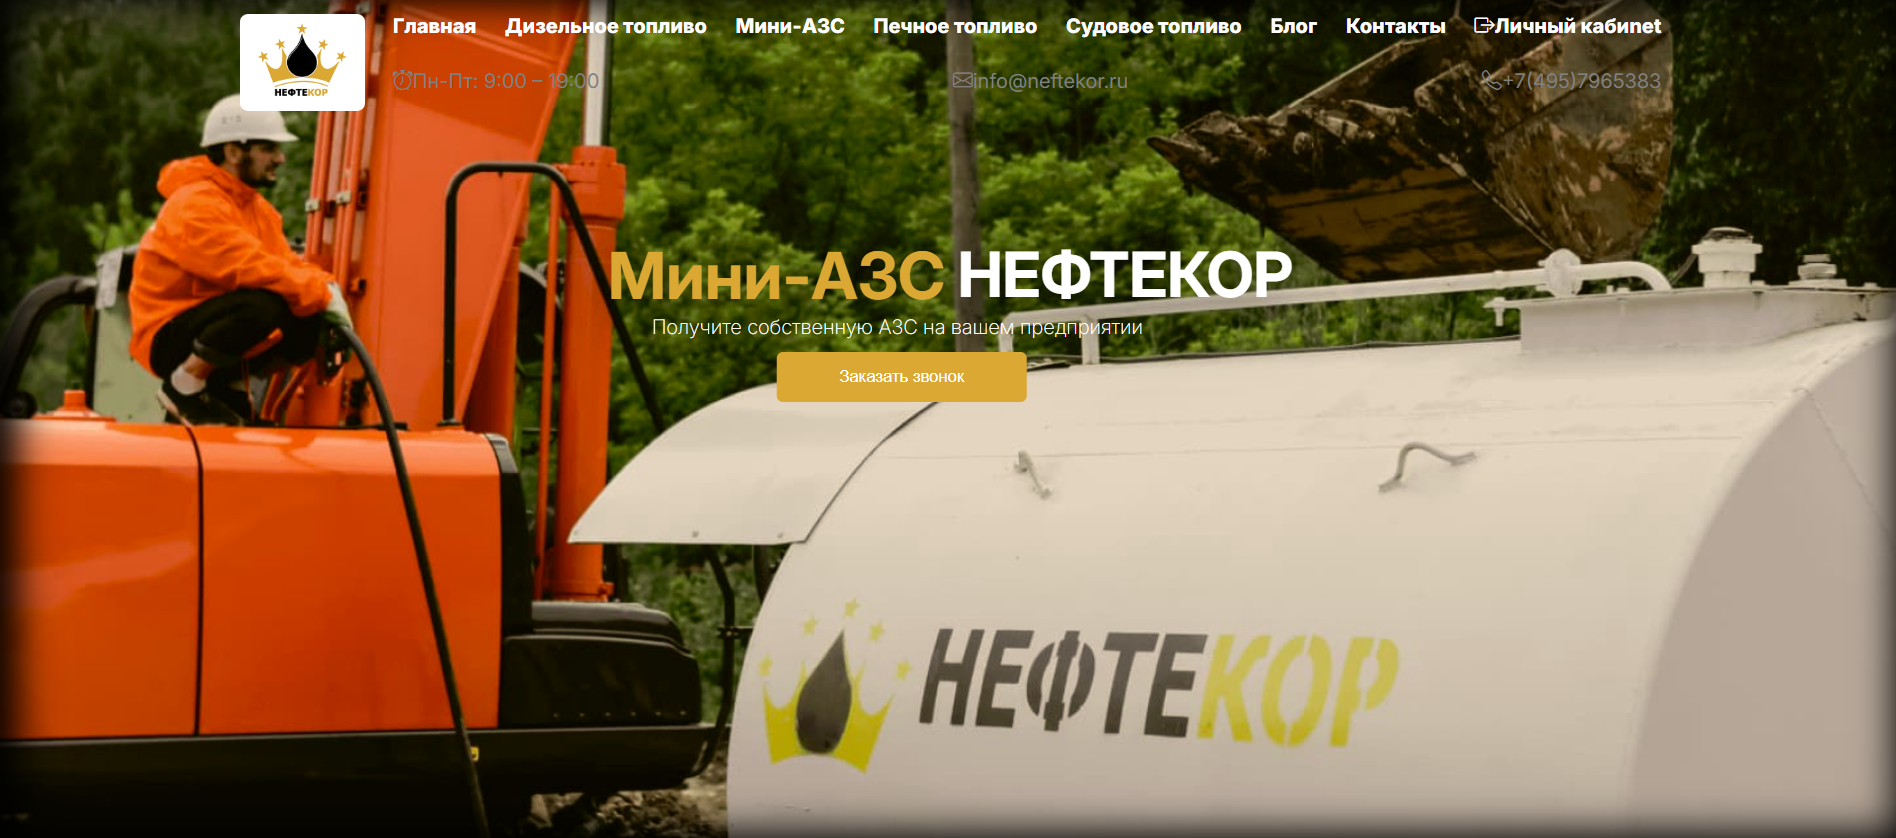 Главная Дизельное топливо Мини-АЗС Печное топливо Судовое топливо Блог Контакты Личный кабинет
Пн-Пт: 9:00 – 19:00 info@neftekor.ru +7(495)7965383
НЕФТЕКОР
Мини-АЗС НЕФТЕКОР
Получите собственную АЗС на вашем предприятии
Заказать звонок
НЕФТЕКОР